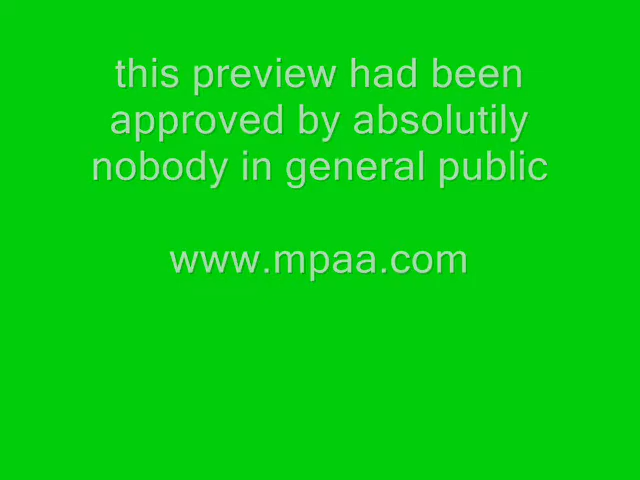 this preview had been
approved by absolutily
nobody in general public
www.mpaa.com